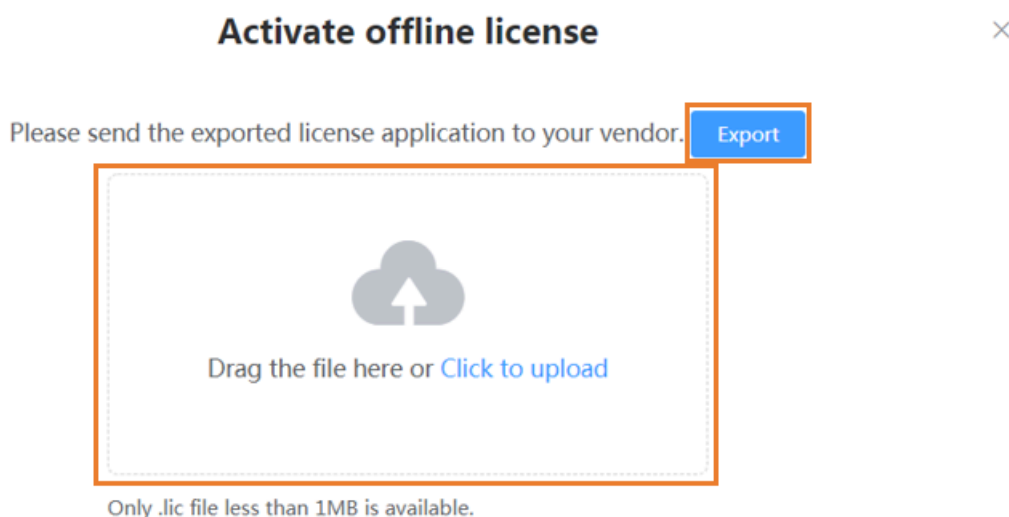 Activate offline license
Please send the exported license application to your vendor. Export
Drag the file here or Click to upload
Only .lic file less than 1MB is available.